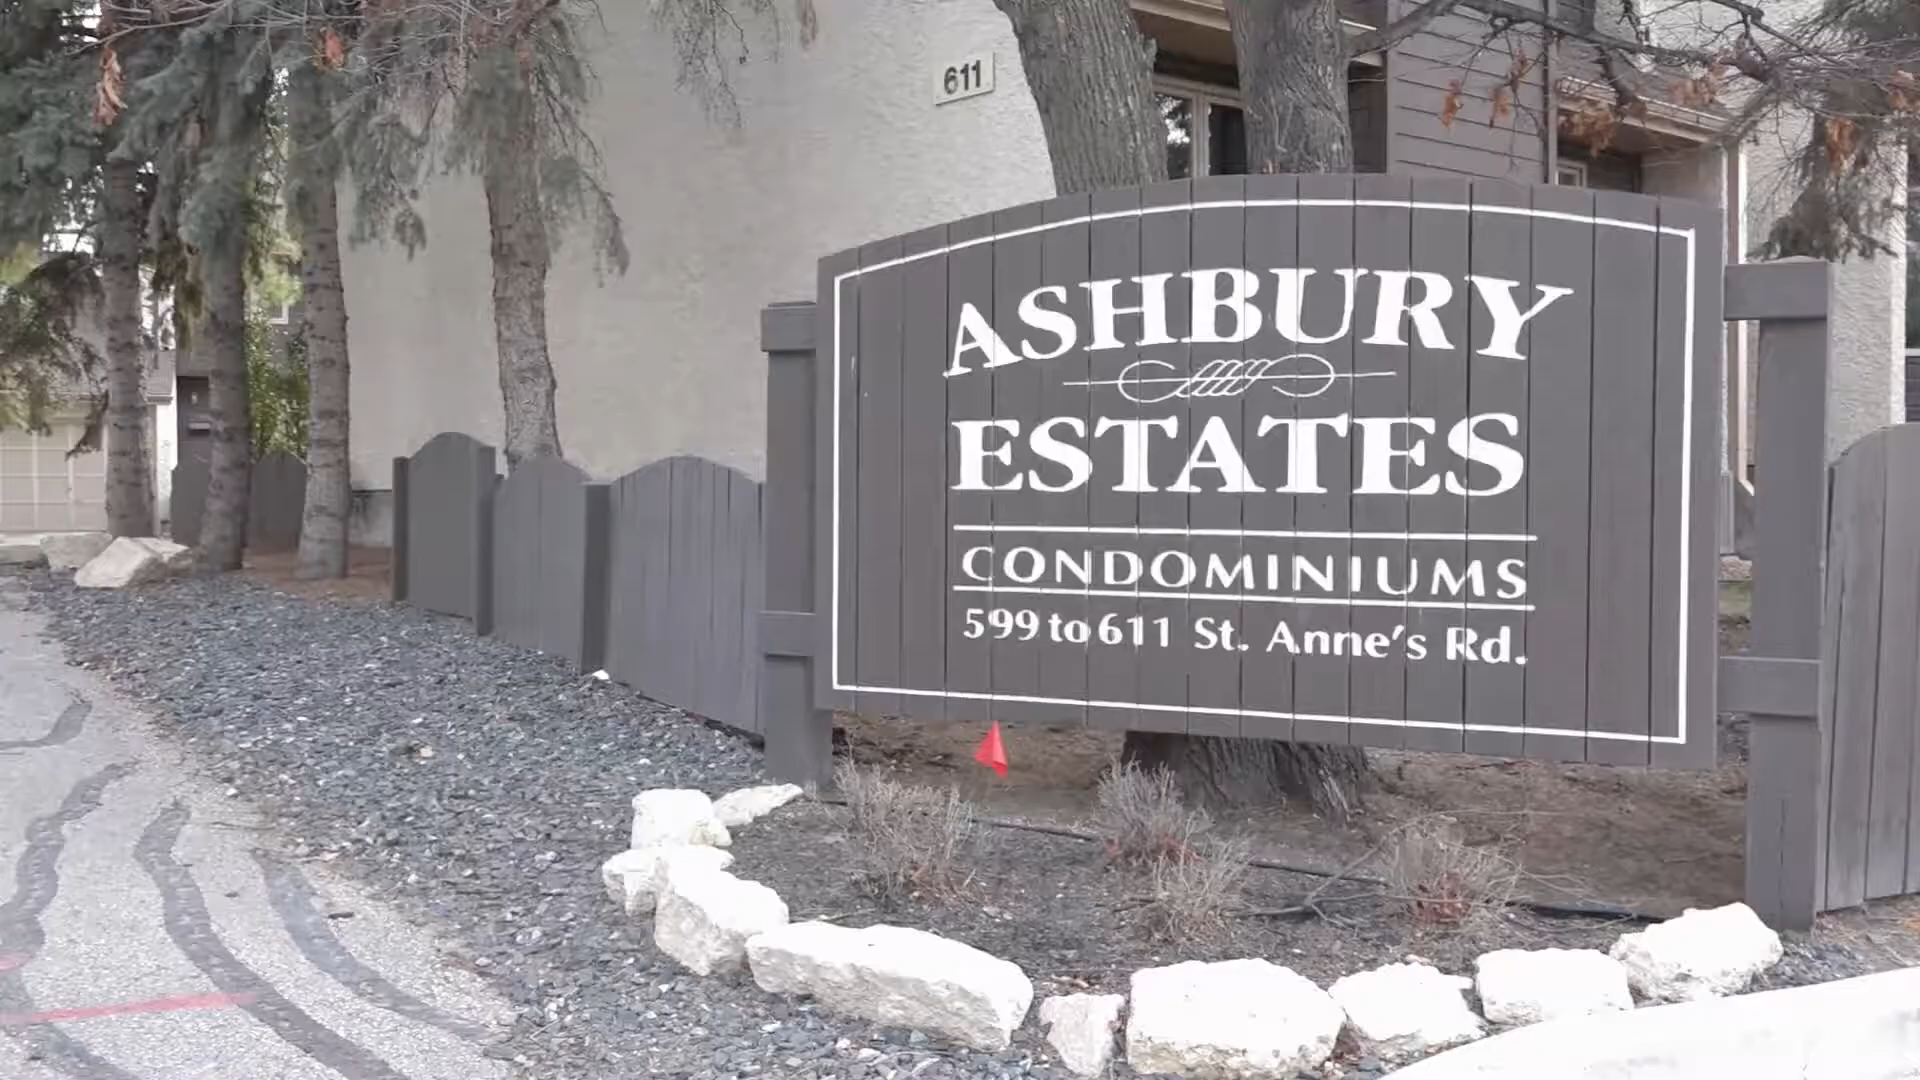 611
ASHBURY
ESTATES
CONDOMINIUMS
599 to 611 St. Anne's Rd.